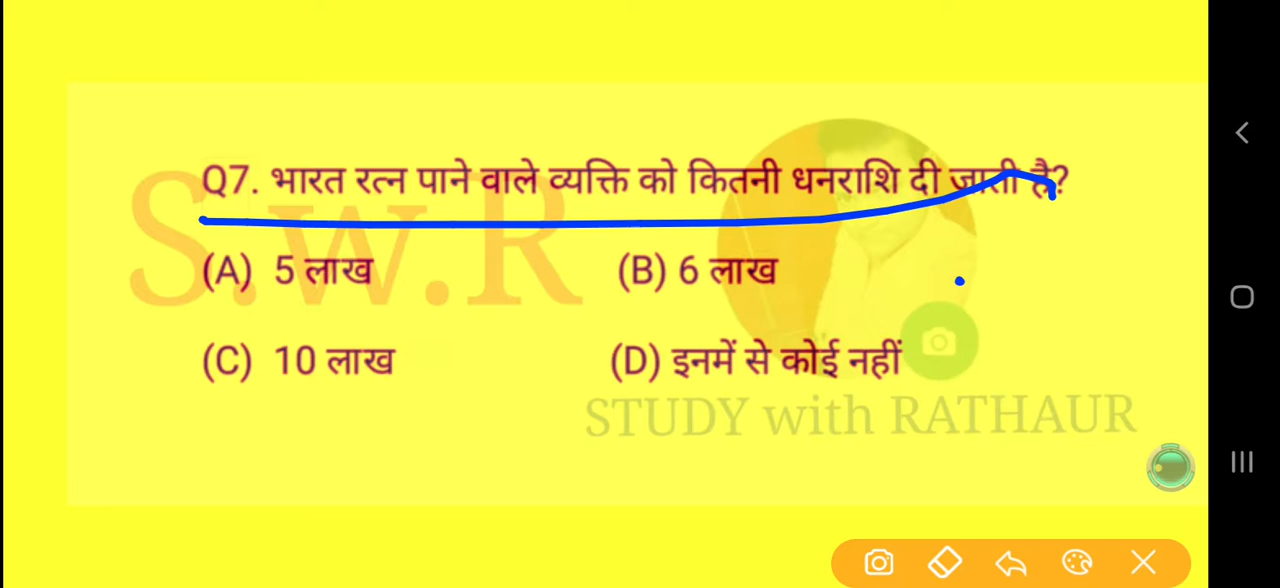 Q7. भारत रत्न पाने वाले व्यक्ति को कितनी धनराशि दी जाती है?
(A) 5 लाख
(B) 6 लाख
(C) 10 लाख
(D) इनमें से कोई नहीं
S.w.R
STUDY with RATHAUR